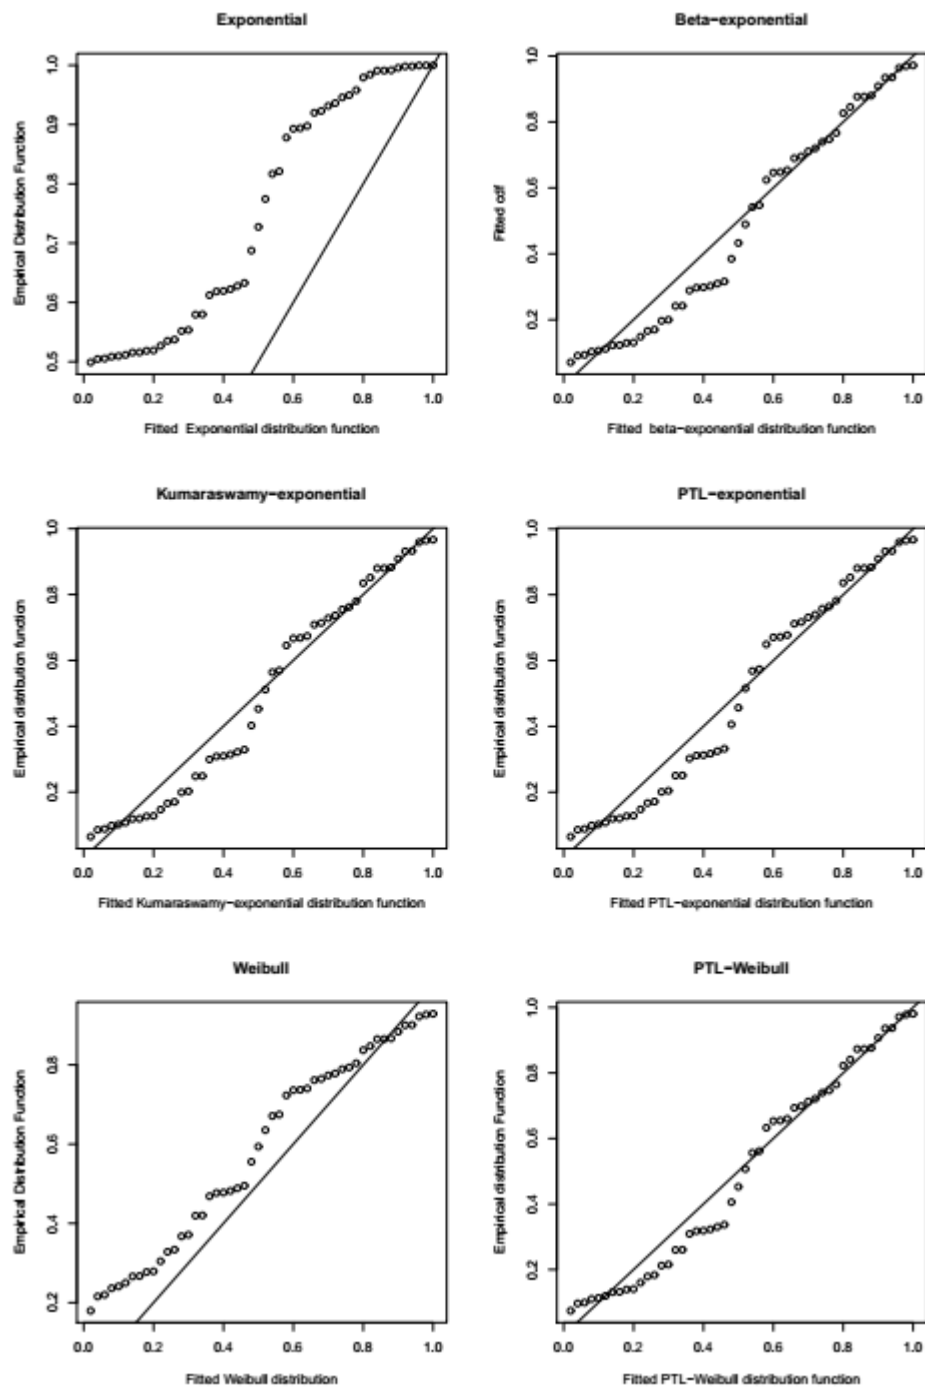 Exponential
Empirical Distribution Function
1.0
0.9
0.8
0.7
0.6
0.5
0.0 0.2 0.4 0.6 0.8 1.0
Fitted Exponential distribution function
Beta−exponential
Fitted cdf
1.0
0.8
0.6
0.4
0.2
0.0 0.2 0.4 0.6 0.8 1.0
Fitted beta−exponential distribution function
Kumaraswamy−exponential
Empirical distribution function
1.0
0.8
0.6
0.4
0.2
0.0 0.2 0.4 0.6 0.8 1.0
Fitted Kumaraswamy−exponential distribution function
PTL−exponential
Empirical distribution function
1.0
0.8
0.6
0.4
0.2
0.0 0.2 0.4 0.6 0.8 1.0
Fitted PTL−exponential distribution function
Weibull
Empirical Distribution Function
0.8
0.6
0.4
0.2
0.0 0.2 0.4 0.6 0.8 1.0
Fitted Weibull distribution
PTL−Weibull
Empirical distribution Function
1.0
0.8
0.6
0.4
0.2
0.0 0.2 0.4 0.6 0.8 1.0
Fitted PTL−Weibull distribution function